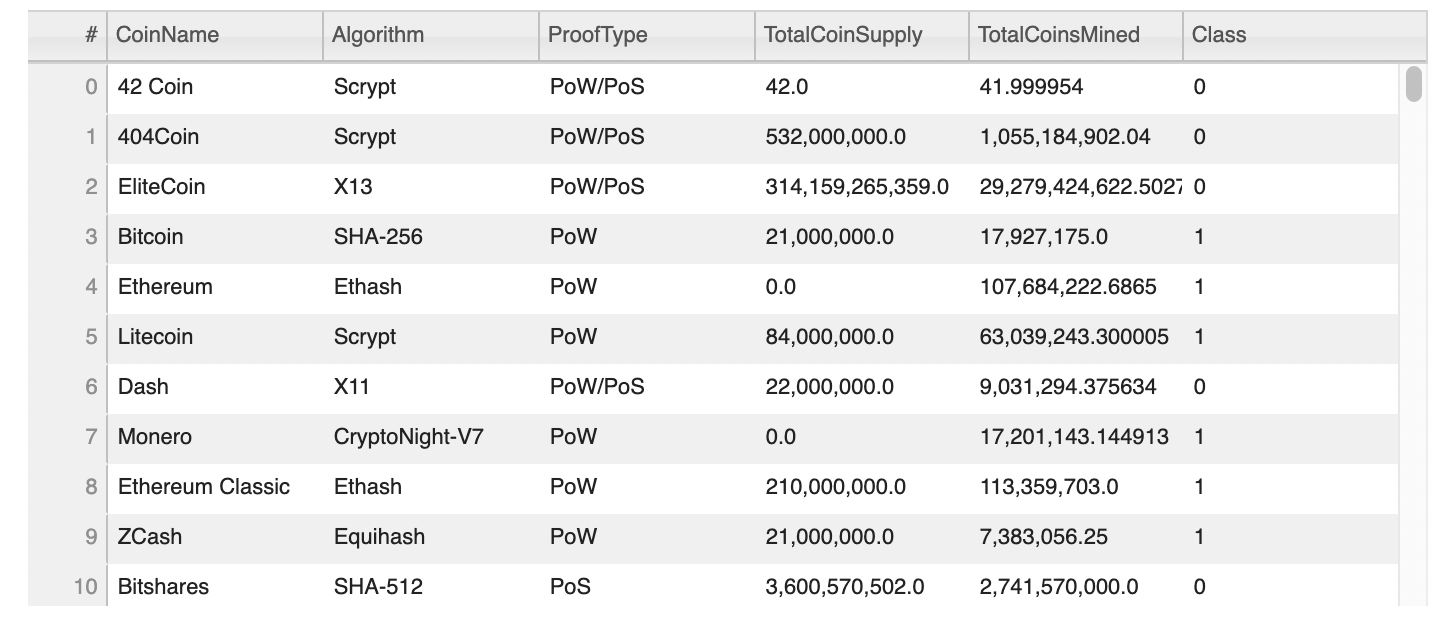 # CoinName Algorithm ProofType TotalCoinSupply TotalCoinsMined Class
0 42 Coin Scrypt PoW/PoS 42.0 41.999954 0
1 404Coin Scrypt PoW/PoS 532,000,000.0 1,055,184,902.04 0
2 EliteCoin X13 PoW/PoS 314,159,265,359.0 29,279,424,622.5027 0
3 Bitcoin SHA-256 PoW 21,000,000.0 17,927,175.0 1
4 Ethereum Ethash PoW 0.0 107,684,222.6865 1
5 Litecoin Scrypt PoW 84,000,000.0 63,039,243.300005 1
6 Dash X11 PoW/PoS 22,000,000.0 9,031,294.375634 0
7 Monero CryptoNight-V7 PoW 0.0 17,201,143.144913 1
8 Ethereum Classic Ethash PoW 210,000,000.0 113,359,703.0 1
9 ZCash Equihash PoW 21,000,000.0 7,383,056.25 1
10 Bitshares SHA-512 PoS 3,600,570,502.0 2,741,570,000.0 0